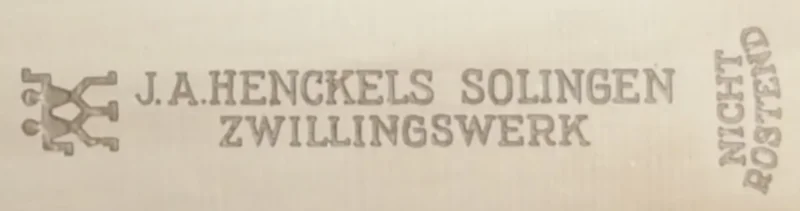 J.A.HENCKELS SOLINGEN
ZWILLINGSWERK
NICHT
ROSTEND